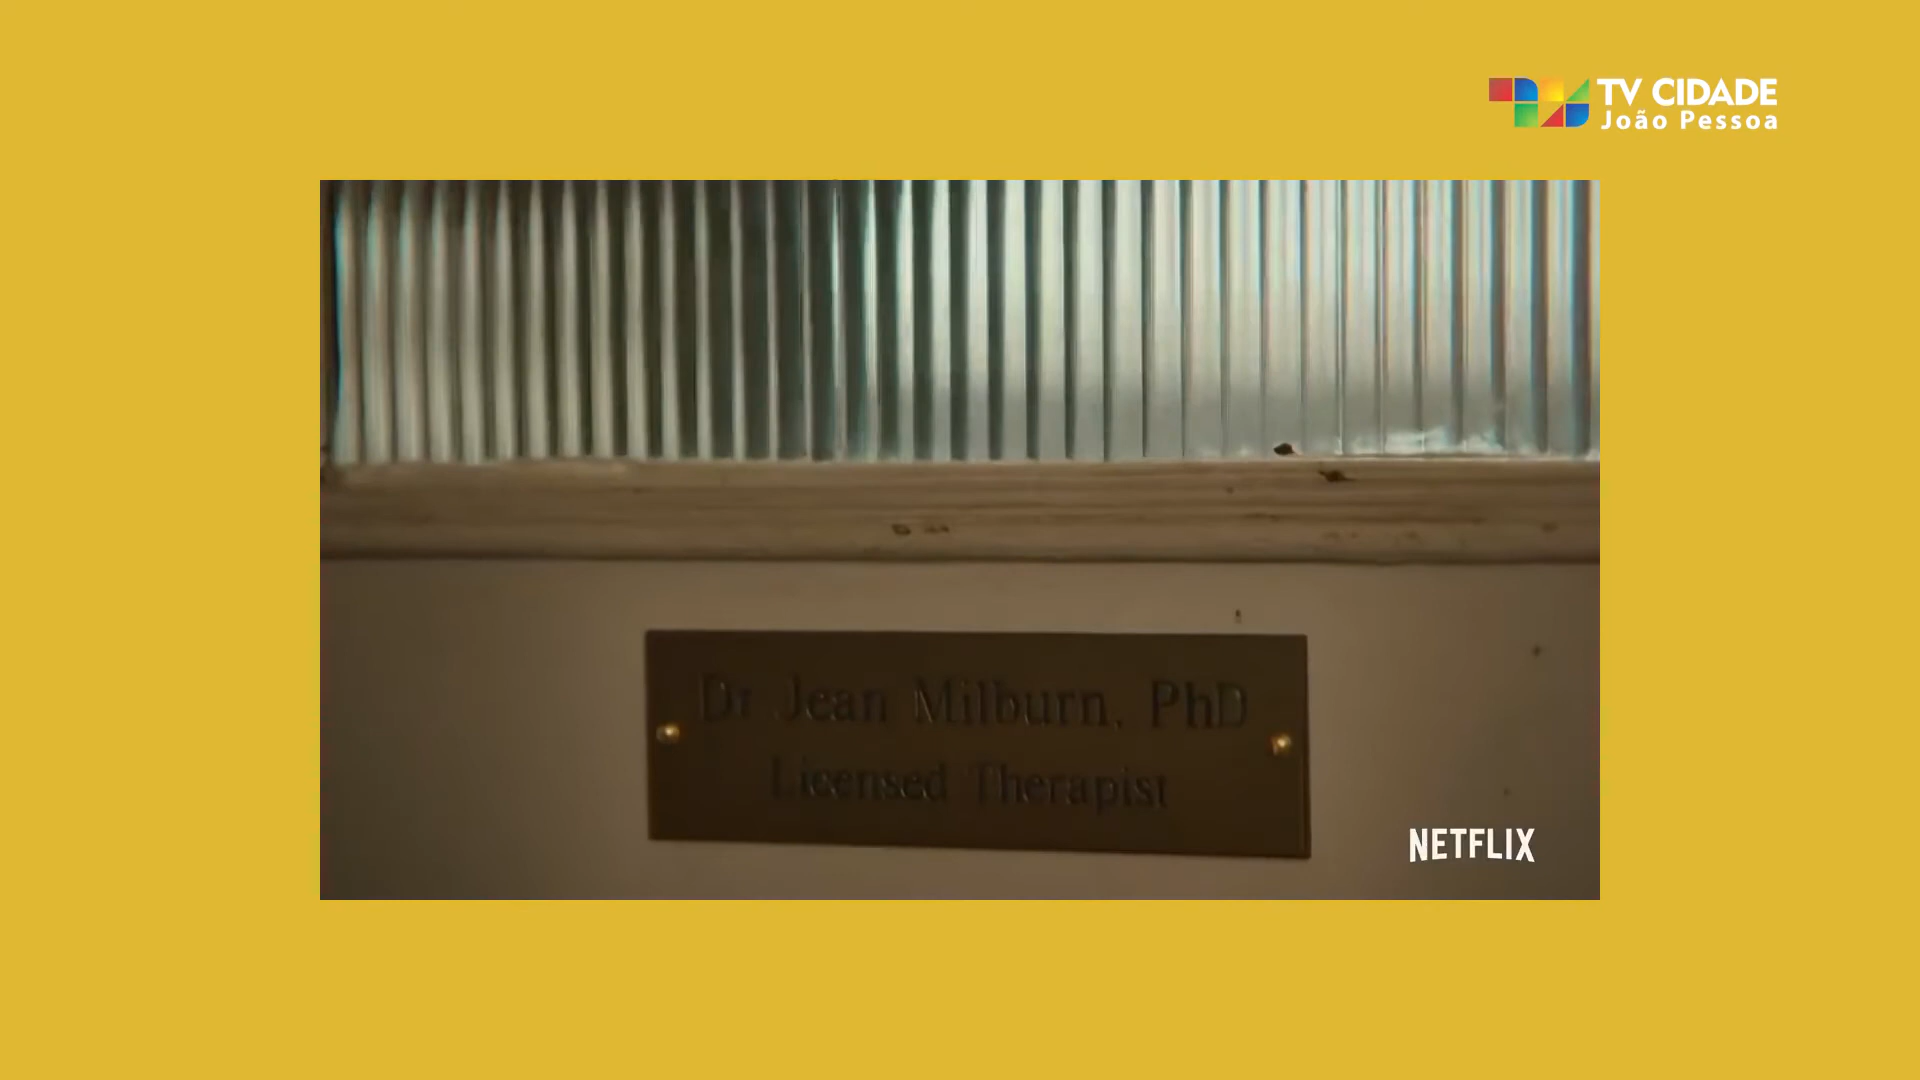 TV CIDADE
João Pessoa
Dr Jean Milburn, PhD
Licensed Therapist
NETFLIX